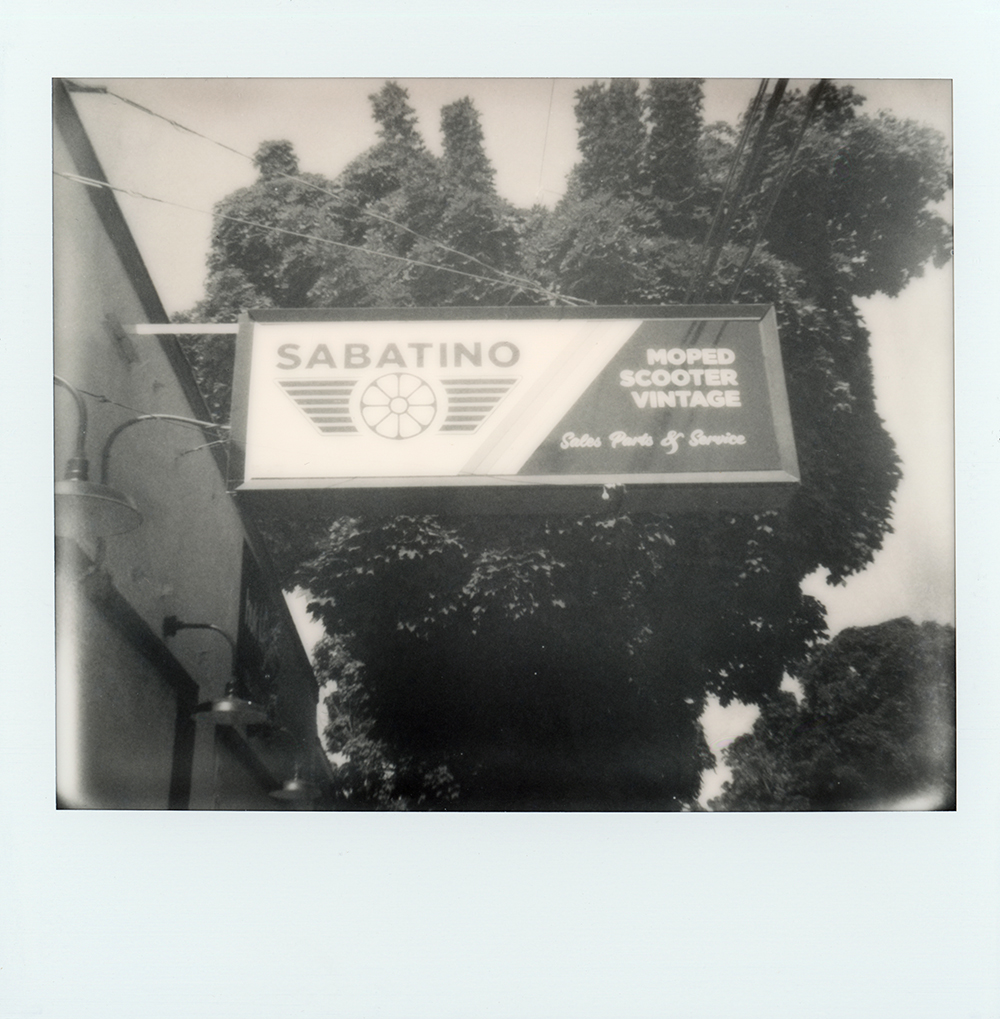 SABATINO
MOPED
SCOOTER
VINTAGE
Sales Parts & Service